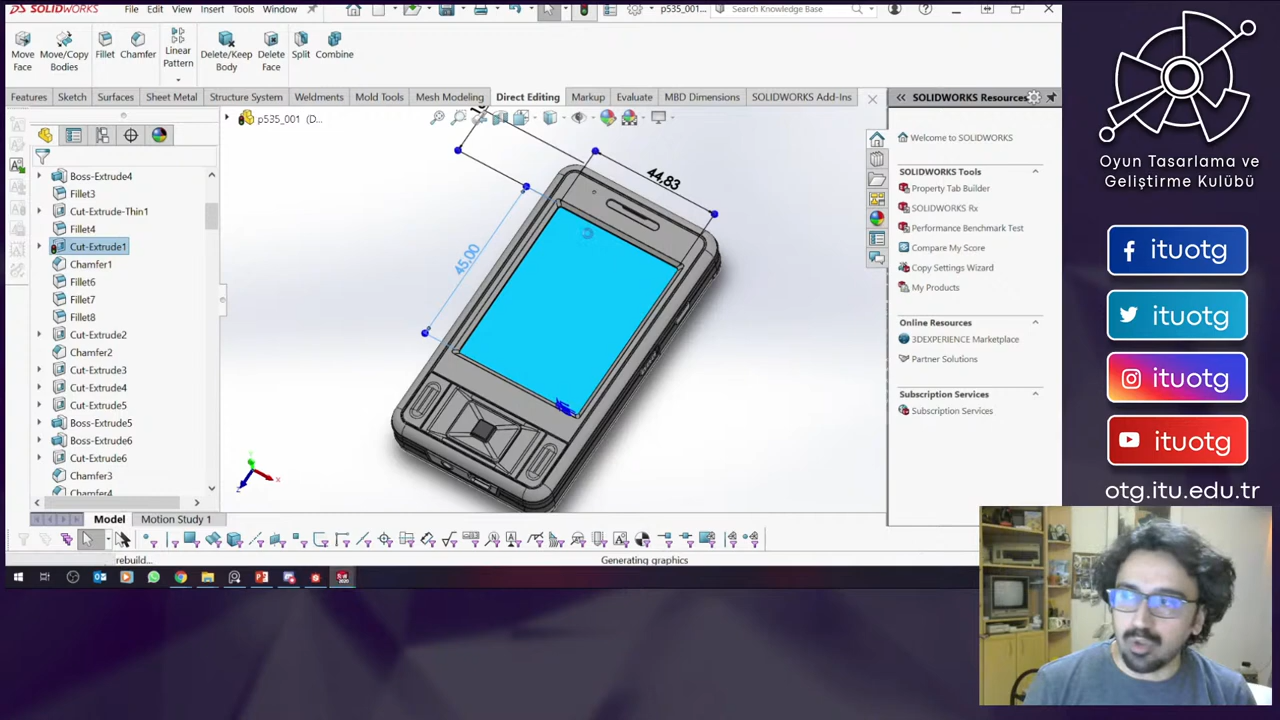 SOLIDWORKS File Edit View Insert Tools Window p535_001... Search Knowledge Base
Move Face Move/Copy Bodies Fillet Chamfer Linear Pattern Delete/Keep Body Delete Face Split Combine
Features Sketch Surfaces Sheet Metal Structure System Weldments Mold Tools Mesh Modeling Direct Editing Markup Evaluate MBD Dimensions SOLIDWORKS Add-Ins
SOLIDWORKS Resources
p535_001 (D...
Boss-Extrude4
Fillet3
Cut-Extrude-Thin1
Fillet4
Cut-Extrude1
Chamfer1
Fillet6
Fillet7
Fillet8
Cut-Extrude2
Chamfer2
Cut-Extrude3
Cut-Extrude4
Cut-Extrude5
Boss-Extrude5
Boss-Extrude6
Cut-Extrude6
Chamfer3
Chamfer4
44,83
45,00
Welcome to SOLIDWORKS
SOLIDWORKS Tools
Property Tab Builder
SOLIDWORKS Rx
Performance Benchmark Test
Compare My Score
Copy Settings Wizard
My Products
Online Resources
3DEXPERIENCE Marketplace
Partner Solutions
Subscription Services
Subscription Services
Model Motion Study 1
rebuild...
Generating graphics
Oyun Tasarlama ve
Geliştirme Kulübü
ituotg
ituotg
ituotg
ituotg
otg.itu.edu.tr